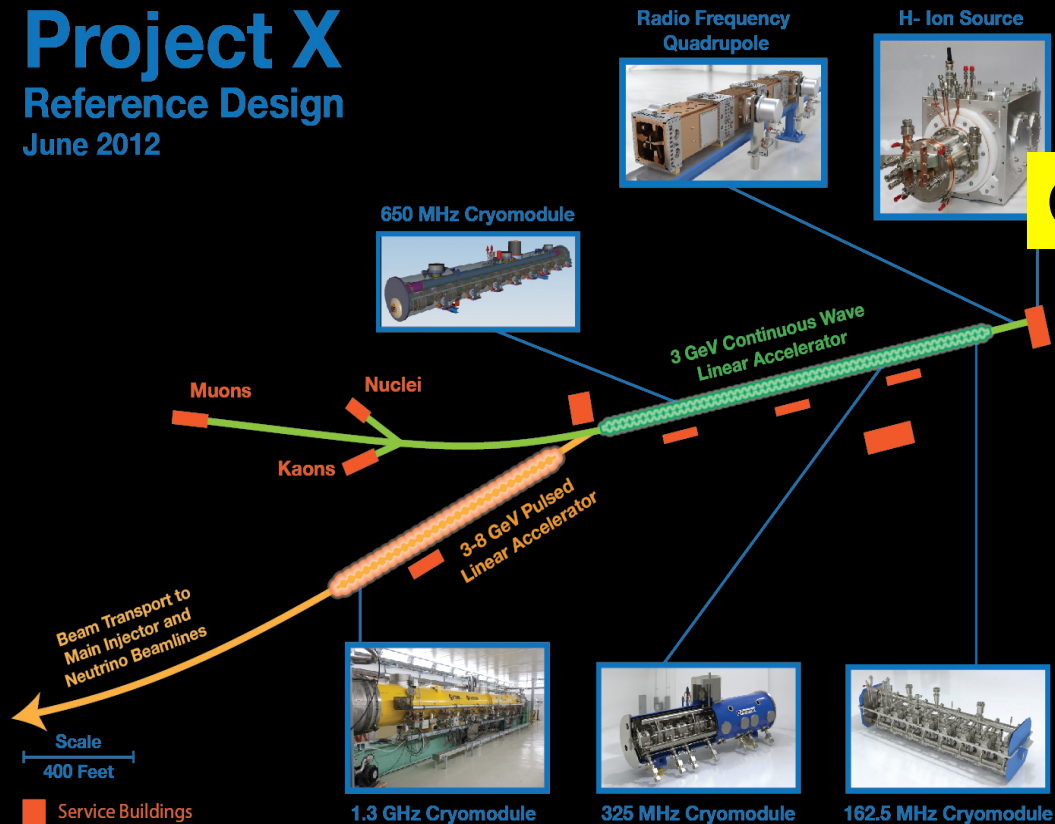 Project X
Reference Design
June 2012
Radio Frequency
Quadrupole
H- Ion Source
650 MHz Cryomodule
3 GeV Continuous Wave
Linear Accelerator
Muons
Nuclei
Kaons
3-8 GeV Pulsed
Linear Accelerator
Beam Transport to
Main Injector and
Neutrino Beamlines
Scale
400 Feet
Service Buildings
1.3 GHz Cryomodule
325 MHz Cryomodule
162.5 MHz Cryomodule